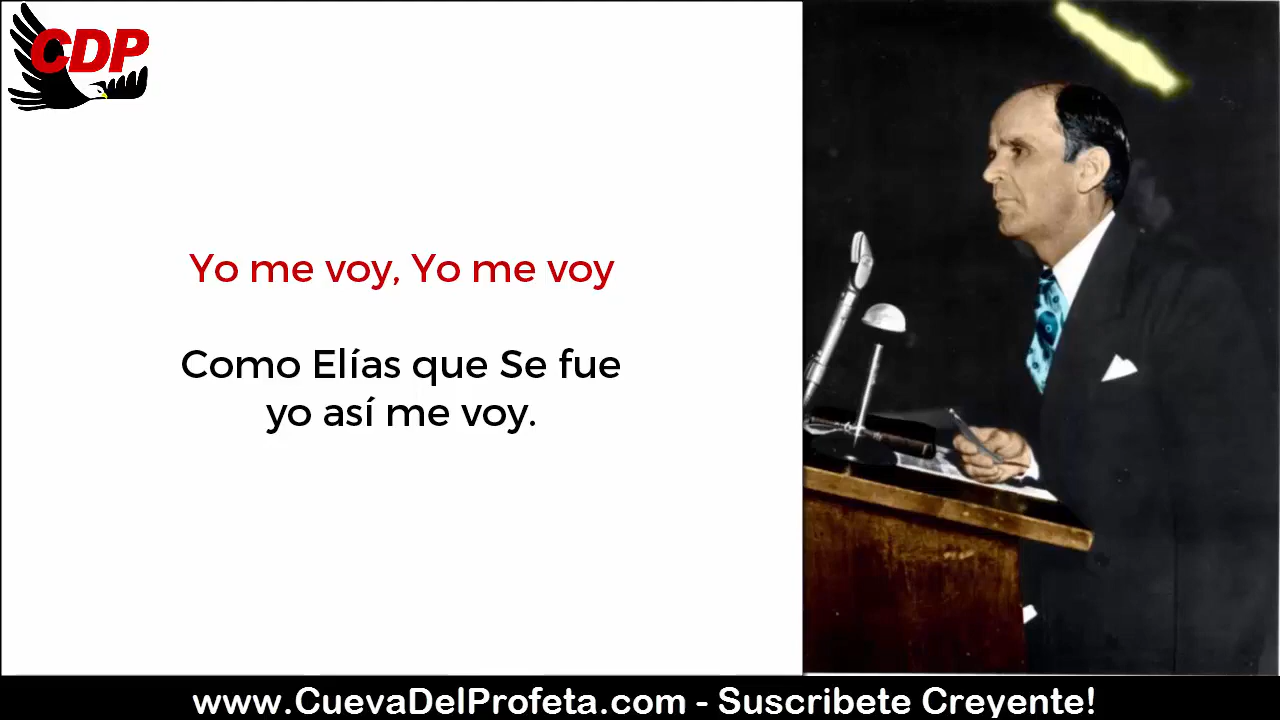 CDP
Yo me voy, Yo me voy
Como Elías que Se fue
yo así me voy.
www.CuevaDelProfeta.com - Suscribete Creyente!